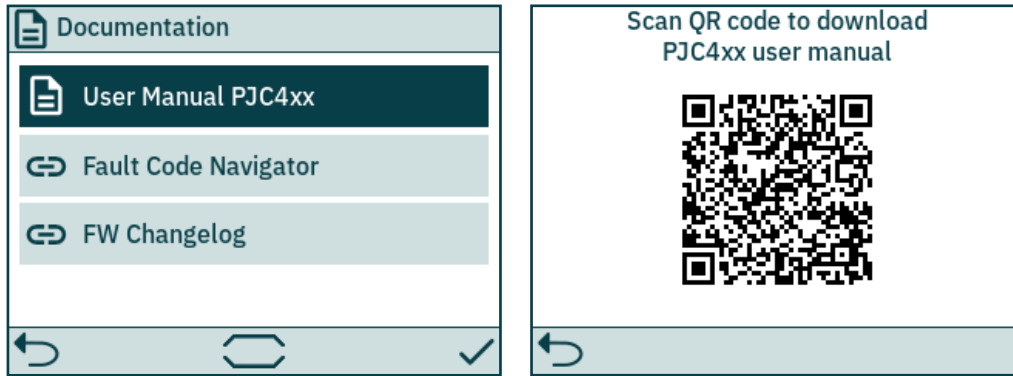 Documentation
User Manual PJC4xx
Fault Code Navigator
FW Changelog
Scan QR code to download
PJC4xx user manual